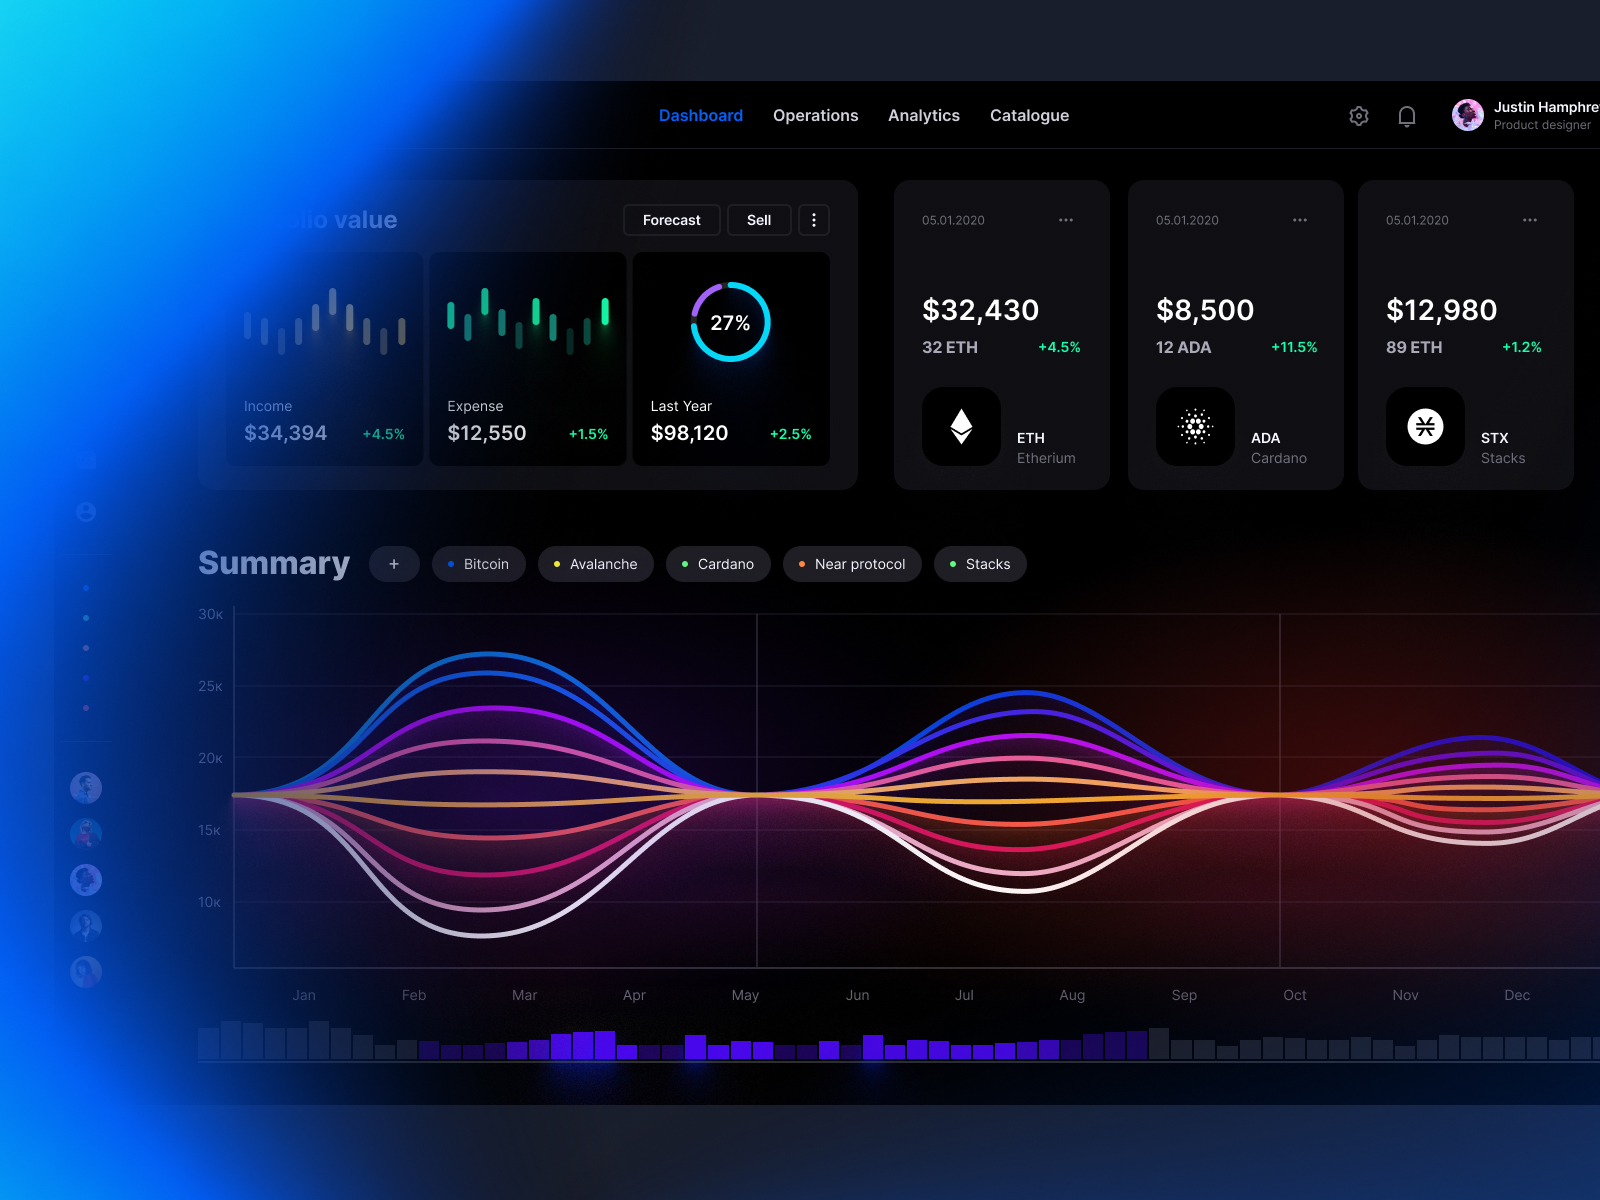 Dashboard Operations Analytics Catalogue
Justin Hamphre
Product designer
value
Forecast Sell
Income
$34,394 +4.5%
Expense
$12,550 +1.5%
27%
Last Year
$98,120 +2.5%
05.01.2020
$32,430
32 ETH +4.5%
ETH
Etherium
05.01.2020
$8,500
12 ADA +11.5%
ADA
Cardano
05.01.2020
$12,980
89 ETH +1.2%
STX
Stacks
Summary + Bitcoin Avalanche Cardano Near protocol Stacks
30к
25к
20к
15к
10к
Jan Feb Mar Apr May Jun Jul Aug Sep Oct Nov Dec